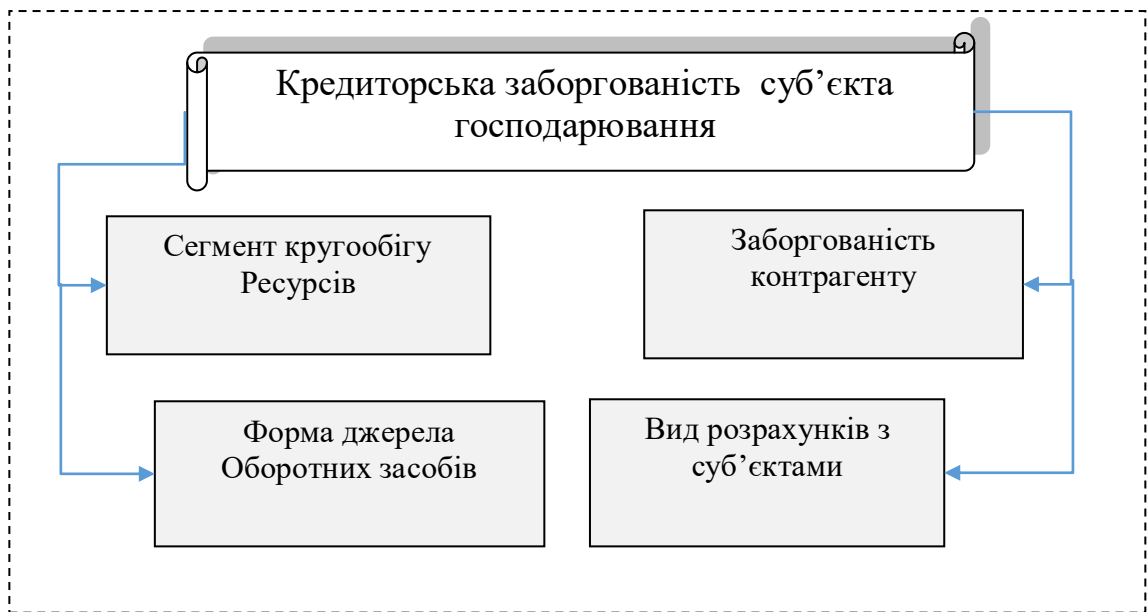 Кредиторська заборгованість суб’єкта
господарювання
Сегмент кругообігу
Ресурсів
Заборгованість
контрагенту
Форма джерела
Оборотних засобів
Вид розрахунків з
суб’єктами